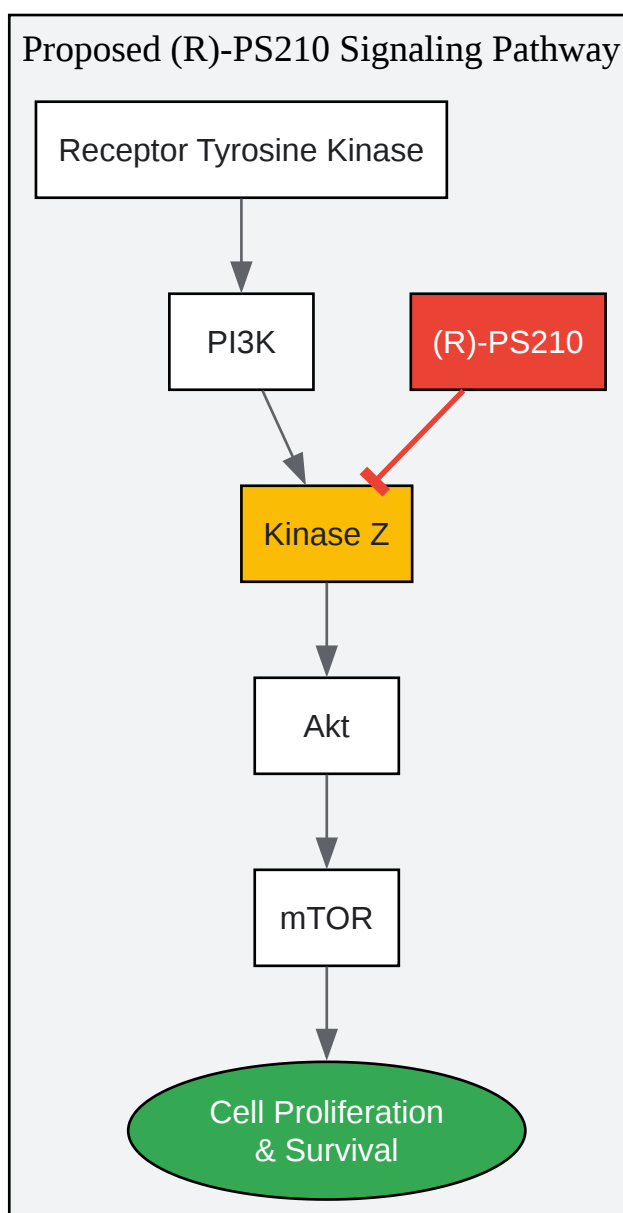 Proposed (R)-PS210 Signaling Pathway
Receptor Tyrosine Kinase
PI3K
(R)-PS210
Kinase Z
Akt
mTOR
Cell Proliferation
& Survival